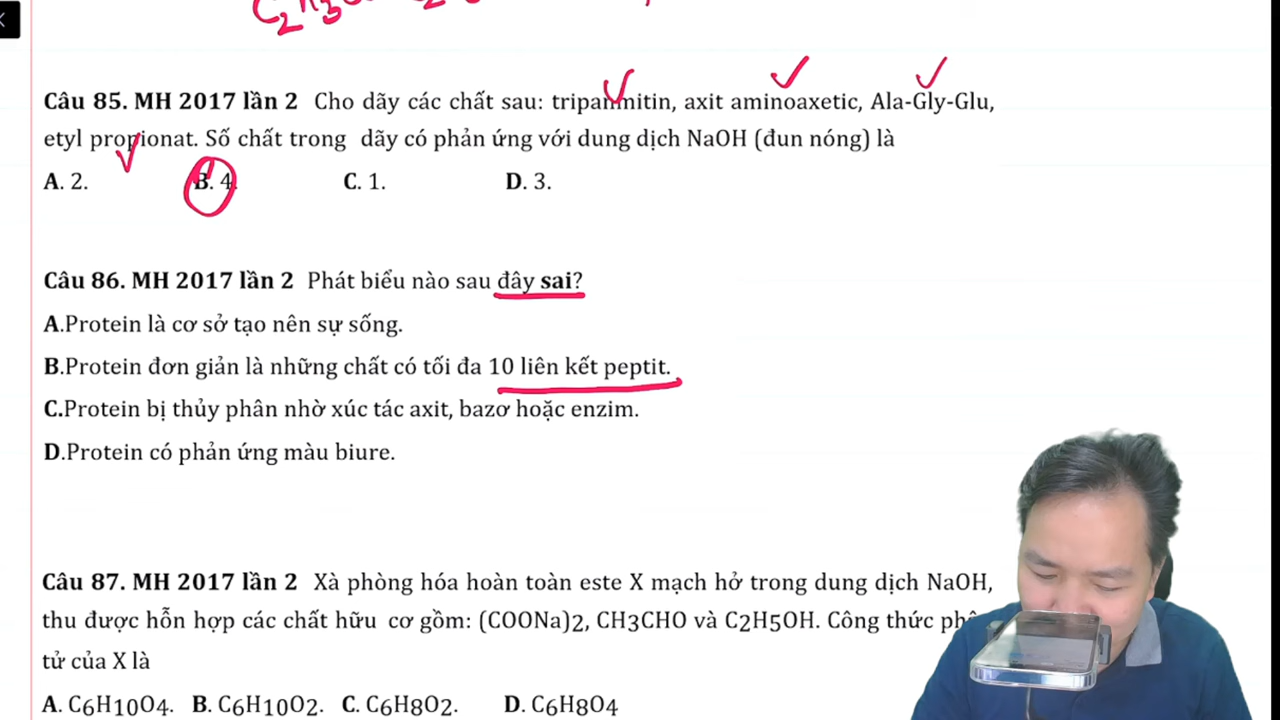 Câu 85. MH 2017 lần 2 Cho dãy các chất sau: tripanmitin, axit aminoaxetic, Ala-Gly-Glu,
etyl propionat. Số chất trong dãy có phản ứng với dung dịch NaOH (đun nóng) là
A. 2. B. 4. C. 1. D. 3.
Câu 86. MH 2017 lần 2 Phát biểu nào sau đây sai?
A.Protein là cơ sở tạo nên sự sống.
B.Protein đơn giản là những chất có tối đa 10 liên kết peptit.
C.Protein bị thủy phân nhờ xúc tác axit, bazơ hoặc enzim.
D.Protein có phản ứng màu biure.
Câu 87. MH 2017 lần 2 Xà phòng hóa hoàn toàn este X mạch hở trong dung dịch NaOH,
thu được hỗn hợp các chất hữu cơ gồm: (COONa)2, CH3CHO và C2H5OH. Công thức
tử của X là
A. C6H10O4. B. C6H10O2. C. C6H8O2. D. C6H8O4